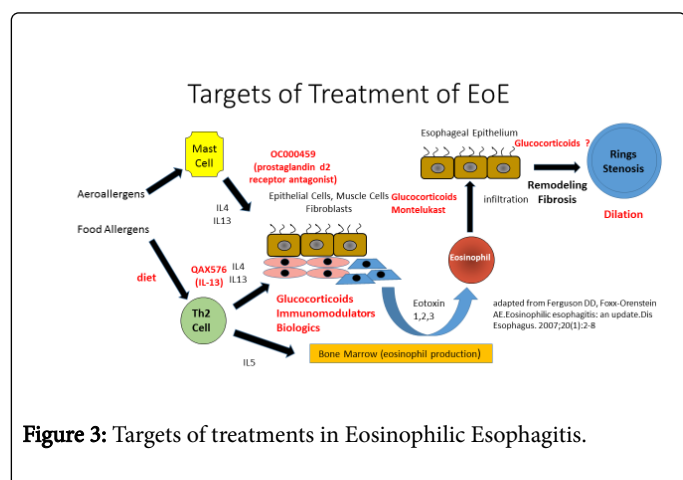 Targets of Treatment of EoE
Mast
Cell
OC000459
(prostaglandin d2
receptor antagonist)
Esophageal Epithelium
Glucocorticoids ?
Rings
Stenosis
Aeroallergens
IL4
IL13
Epithelial Cells, Muscle Cells
Fibroblasts
Glucocorticoids
Montelukast
infiltration
Remodeling
Fibrosis
Dilation
Food Allergens
diet
QAX576
(IL-13)
IL4
IL13
Eosinophil
Th2
Cell
Glucocorticoids
Immunomodulators
Biologics
Eotoxin
1,2,3
adapted from Ferguson DD, Foxx-Orenstein
AE.Eosinophilic esophagitis: an update.Dis
Esophagus. 2007;20(1):2-8
IL5
Bone Marrow (eosinophil production)
Figure 3: Targets of treatments in Eosinophilic Esophagitis.